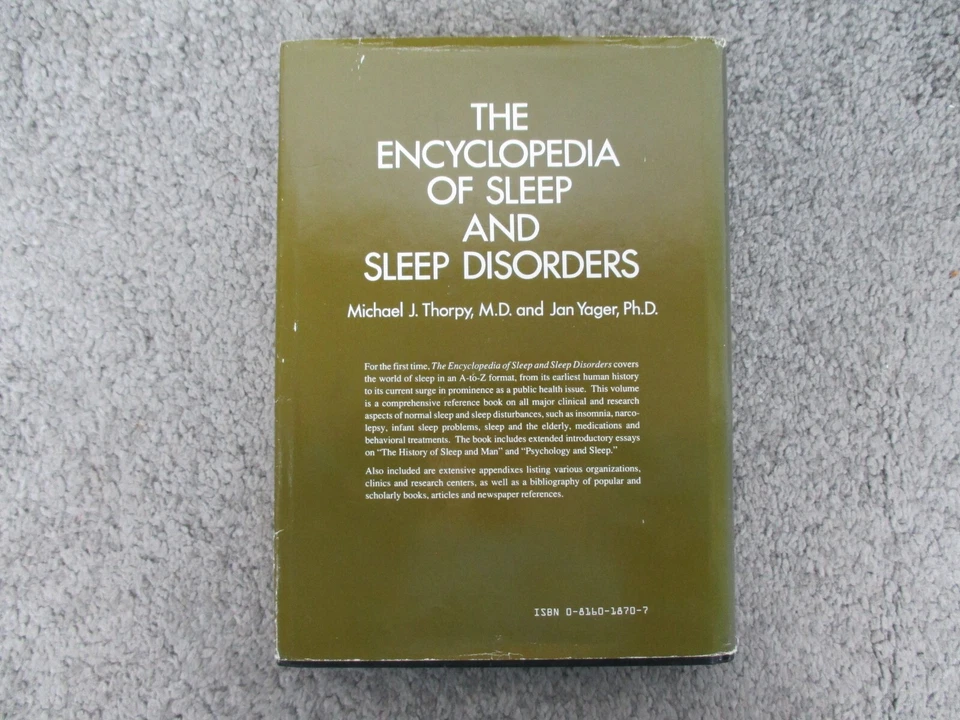 THE
ENCYCLOPEDIA
OF SLEEP
AND
SLEEP DISORDERS
Michael J. Thorpy, M.D. and Jan Yager, Ph.D.
For the first time, The Encyclopedia of Sleep and Sleep Disorders covers
the world of sleep in an A-to-Z format, from its earliest human history
to its current surge in prominence as a public health issue. This volume
is a comprehensive reference book on all major clinical and research
aspects of normal sleep and sleep disturbances, such as insomnia, narco-
lepsy, infant sleep problems, sleep and the elderly, medications and
behavioral treatments. The book includes extended introductory essays
on "The History of Sleep and Man" and "Psychology and Sleep."
Also included are extensive appendixes listing various organizations,
clinics and research centers, as well as a bibliography of popular and
scholarly books, articles and newspaper references.
ISBN 0-8160-1870-7